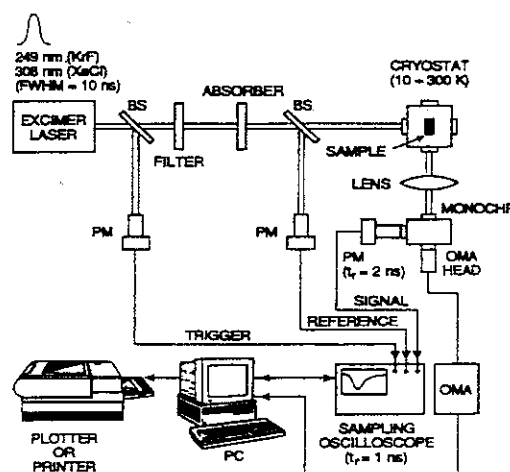 249 nm (KrF)
308 nm (XeCl)
(FWHM = 10 ns)
EXCIMER
LASER
BS
FILTER
ABSORBER
BS
CRYOSTAT
(10 - 300 K)
SAMPLE
LENS
MONOCHR
PM
PM
PM
(tr = 2 ns)
OMA
HEAD
SIGNAL
REFERENCE
TRIGGER
PLOTTER
OR
PRINTER
PC
SAMPLING
OSCILLOSCOPE
(tr = 1 ns)
OMA